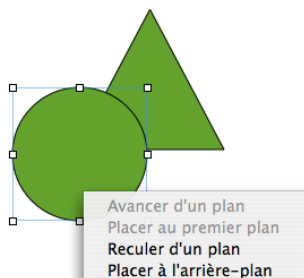 Avancer d'un plan
Placer au premier plan
Reculer d'un plan
Placer à l'arrière-plan